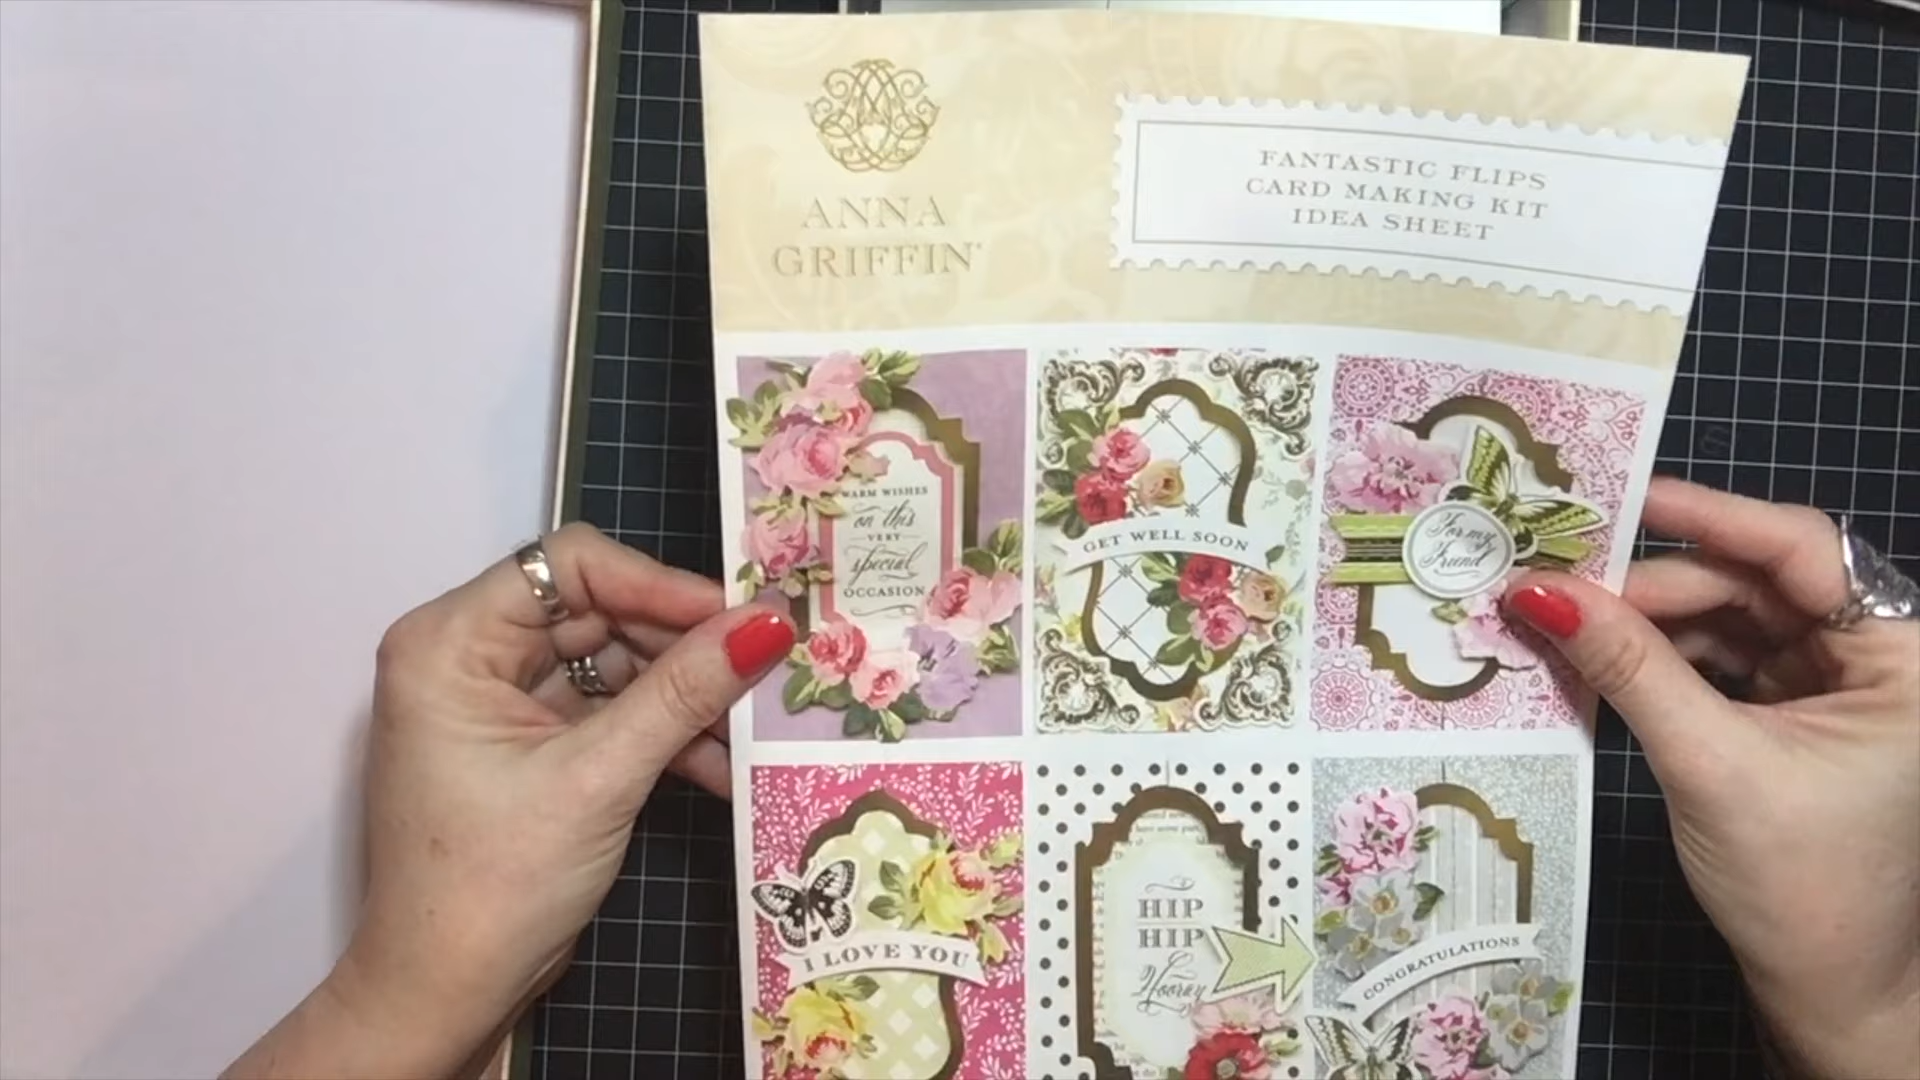 ANNA
GRIFFIN
FANTASTIC FLIPS
CARD MAKING KIT
IDEA SHEET
WARM WISHES
on this
VERY
special
OCCASION
GET WELL SOON
For my
Friend
I LOVE YOU
HIP
HIP
Hooray
CONGRATULATIONS